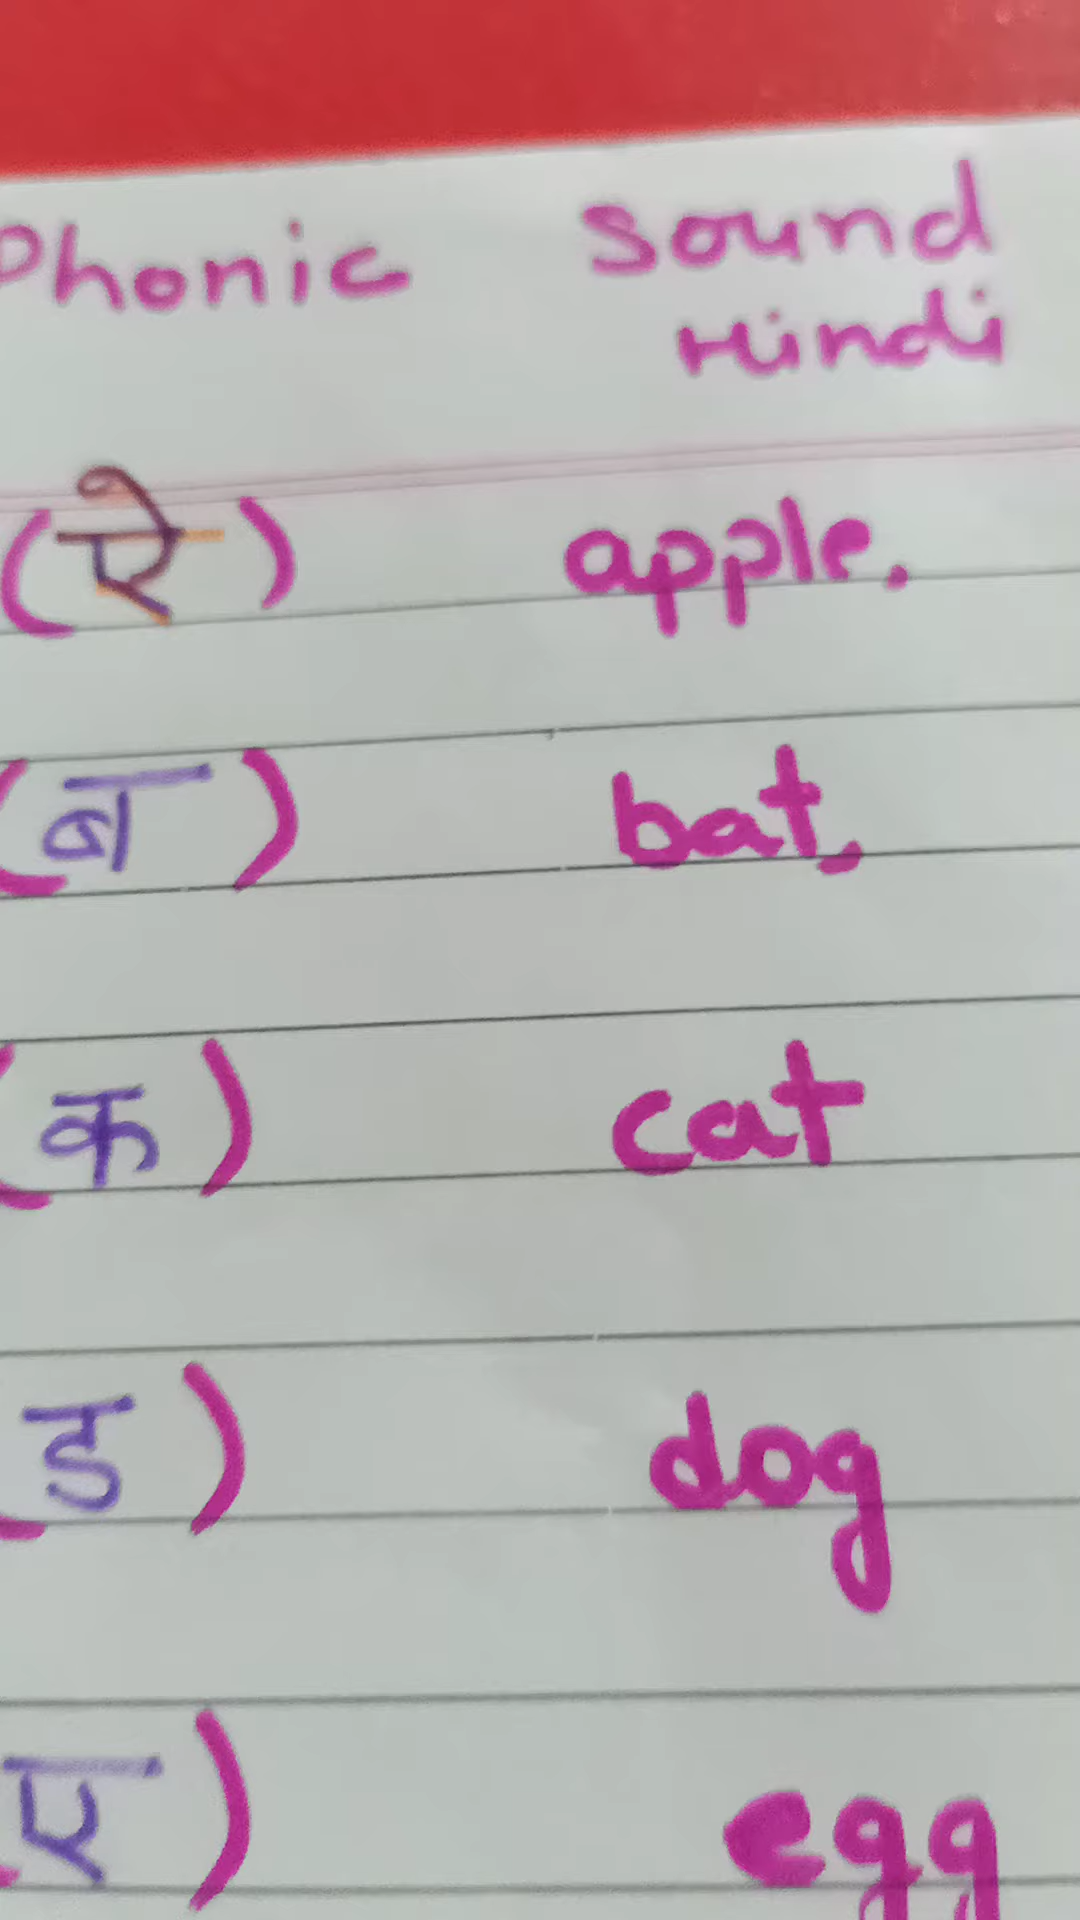 Phonic Sound
Hindi
(ऐ) apple.
(ब) bat.
(क) cat
ड) dog
(ए) egg